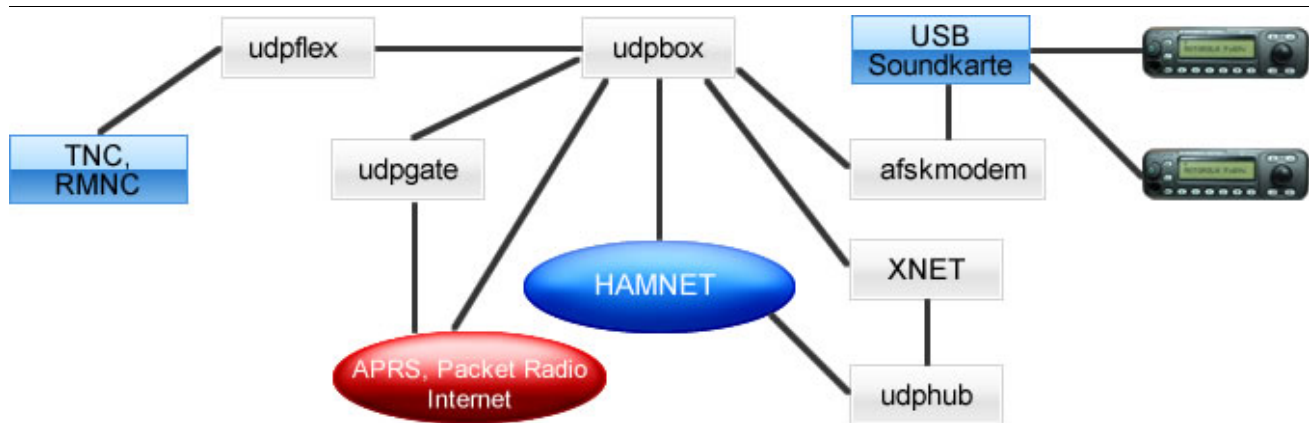 udpflex
udpbox
USB
Soundkarte
TNC,
RMNC
udpgate
afskmodem
HAMNET
XNET
APRS, Packet Radio
Internet
udphub